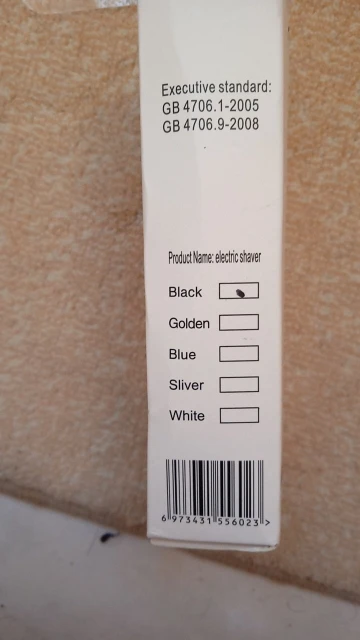 Executive standard:
GB 4706.1-2005
GB 4706.9-2008
Product Name: electric shaver
Black
Golden
Blue
Sliver
White
6 973431 556023 >